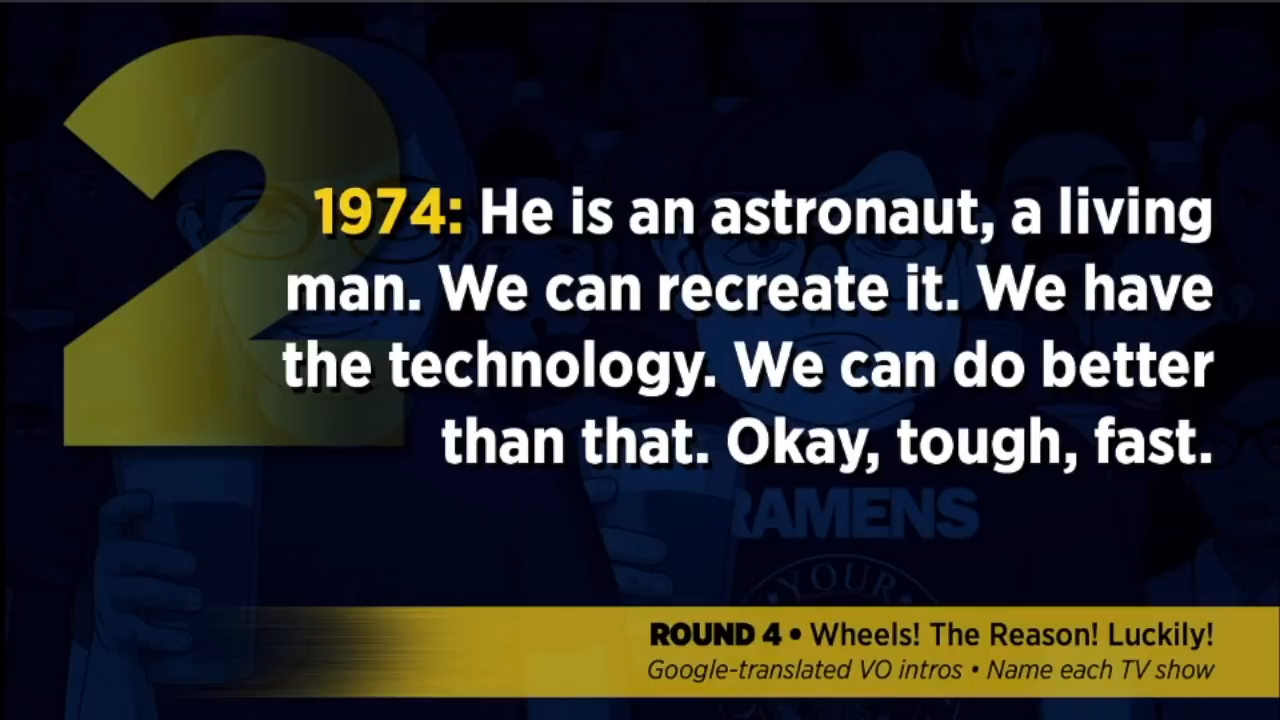 2
1974: He is an astronaut, a living
man. We can recreate it. We have
the technology. We can do better
than that. Okay, tough, fast.
RAMENS
YOUR
ROUND 4 • Wheels! The Reason! Luckily!
Google-translated VO intros • Name each TV show